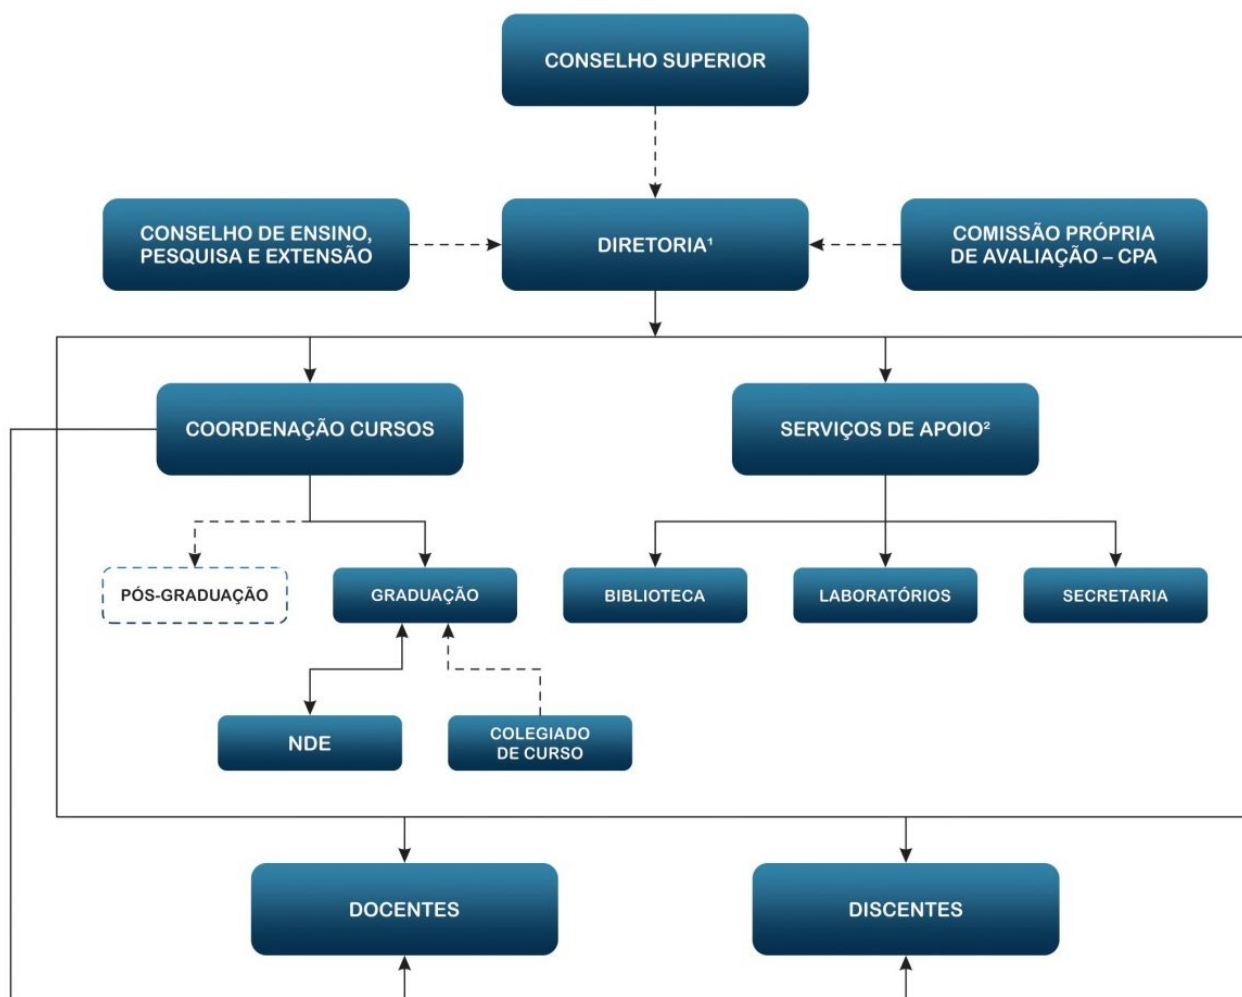 CONSELHO SUPERIOR
CONSELHO DE ENSINO,
PESQUISA E EXTENSÃO
DIRETORIA¹
COMISSÃO PRÓPRIA
DE AVALIAÇÃO – CPA
COORDENAÇÃO CURSOS
SERVIÇOS DE APOIO²
PÓS-GRADUAÇÃO
GRADUAÇÃO
BIBLIOTECA
LABORATÓRIOS
SECRETARIA
NDE
COLEGIADO
DE CURSO
DOCENTES
DISCENTES